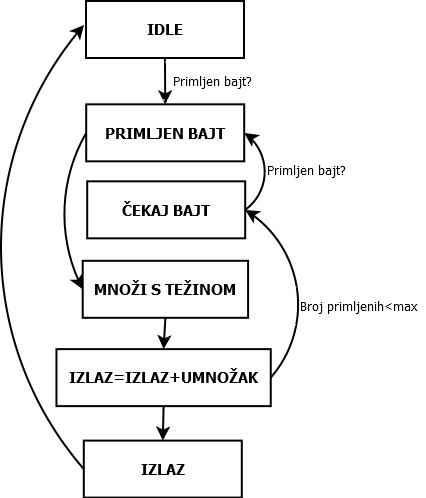 IDLE
Primljen bajt?
PRIMLJEN BAJT
Primljen bajt?
ČEKAJ BAJT
MNOŽI S TEŽINOM
Broj primljenih<max
IZLAZ=IZLAZ+UMNOŽAK
IZLAZ